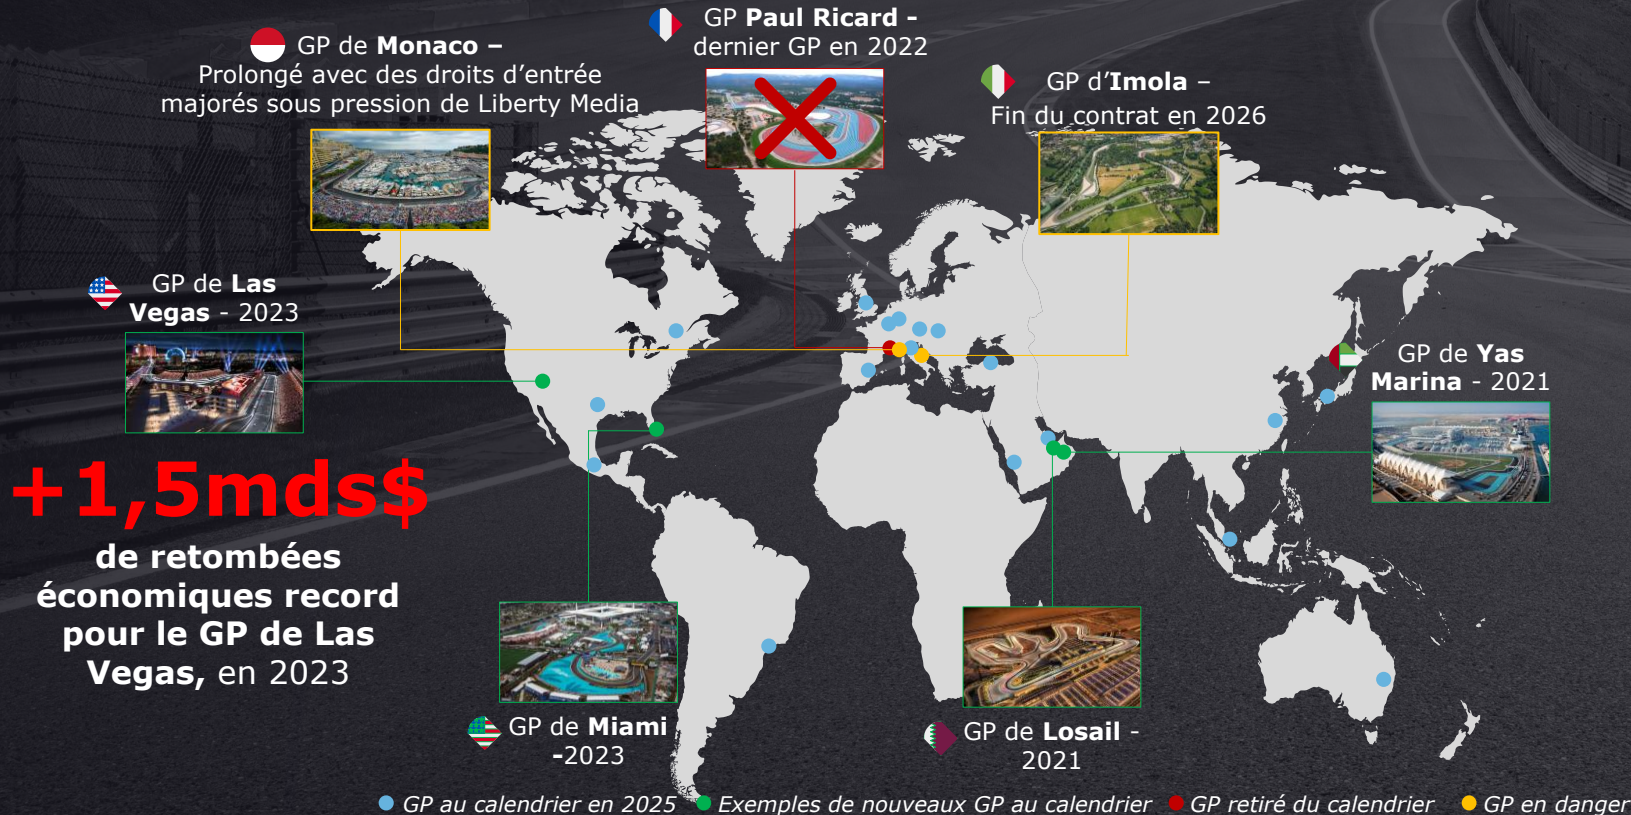 GP de Monaco –
Prolongé avec des droits d’entrée
majorés sous pression de Liberty Media
GP Paul Ricard -
dernier GP en 2022
GP d’Imola –
Fin du contrat en 2026
GP de Las
Vegas - 2023
GP de Yas
Marina - 2021
+1,5mds$
de retombées
économiques record
pour le GP de Las
Vegas, en 2023
GP de Miami
-2023
GP de Losail -
2021
GP au calendrier en 2025
Exemples de nouveaux GP au calendrier
GP retiré du calendrier
GP en danger